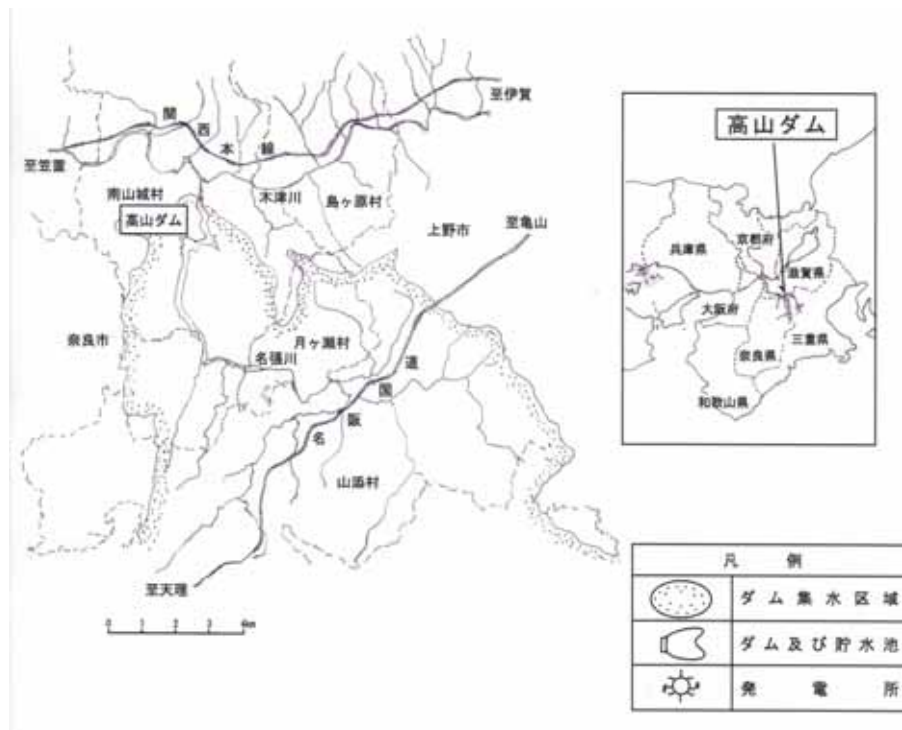 至伊賀
関西本線
至笠置
南山城村
木津川
島ヶ原村
高山ダム
上野市
至亀山
奈良市
月ヶ瀬村
名張川
名阪国道
山添村
至天理
0 1 2 3 4km
高山ダム
兵庫県
京都府
滋賀県
大阪府
三重県
奈良県
和歌山県
凡例
ダム集水区域
ダム及び貯水池
発電所